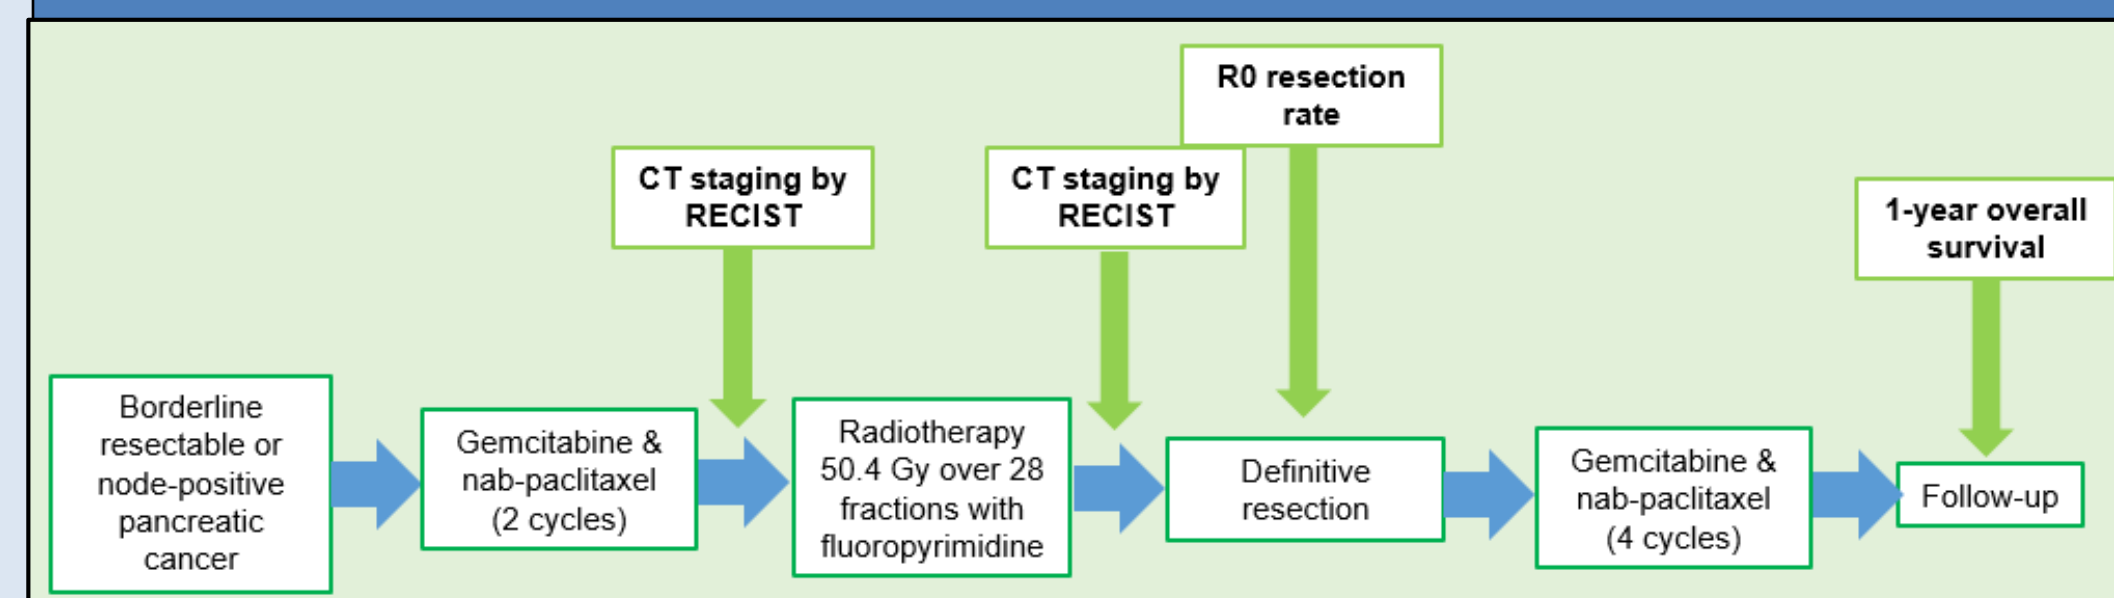 R0 resection
rate
CT staging by
RECIST
CT staging by
RECIST
1-year overall
survival
Borderline
resectable or
node-positive
pancreatic
cancer
Gemcitabine &
nab-paclitaxel
(2 cycles)
Radiotherapy
50.4 Gy over 28
fractions with
fluoropyrimidine
Definitive
resection
Gemcitabine &
nab-paclitaxel
(4 cycles)
Follow-up